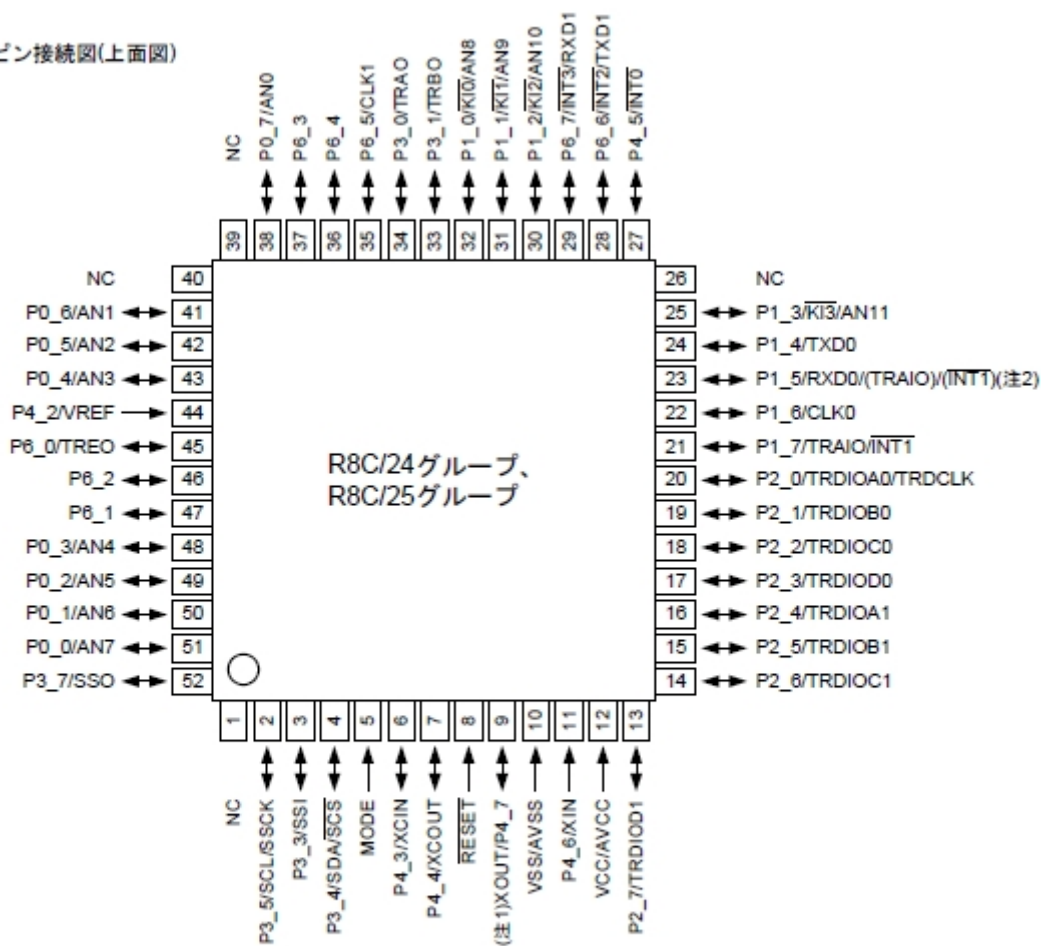 ピン接続図(上面図)
NC
P0_7/AN0
P6_3
P6_4
P6_5/CLK1
P3_0/TRAO
P3_1/TRBO
P1_0/KI0/AN8
P1_1/KI1/AN9
P1_2/KI2/AN10
P6_7/INT3/RXD1
P6_6/INT2/TXD1
P4_5/INT0
39
38
37
36
35
34
33
32
31
30
29
28
27
NC 40
P0_6/AN1 41
P0_5/AN2 42
P0_4/AN3 43
P4_2/VREF 44
P6_0/TREO 45
P6_2 46
P6_1 47
P0_3/AN4 48
P0_2/AN5 49
P0_1/AN6 50
P0_0/AN7 51
P3_7/SSO 52
R8C/24グループ、
R8C/25グループ
26 NC
25 P1_3/KI3/AN11
24 P1_4/TXD0
23 P1_5/RXD0/(TRAIO)/(INT1)(注2)
22 P1_6/CLK0
21 P1_7/TRAIO/INT1
20 P2_0/TRDIOA0/TRDCLK
19 P2_1/TRDIOB0
18 P2_2/TRDIOC0
17 P2_3/TRDIOD0
16 P2_4/TRDIOA1
15 P2_5/TRDIOB1
14 P2_6/TRDIOC1
1
2
3
4
5
6
7
8
9
10
11
12
13
NC
P3_5/SCL/SSCK
P3_3/SSI
P3_4/SDA/SCS
MODE
P4_3/XCIN
P4_4/XCOUT
RESET
(注1)XOUT/P4_7
VSS/AVSS
P4_6/XIN
VCC/AVCC
P2_7/TRDIOD1